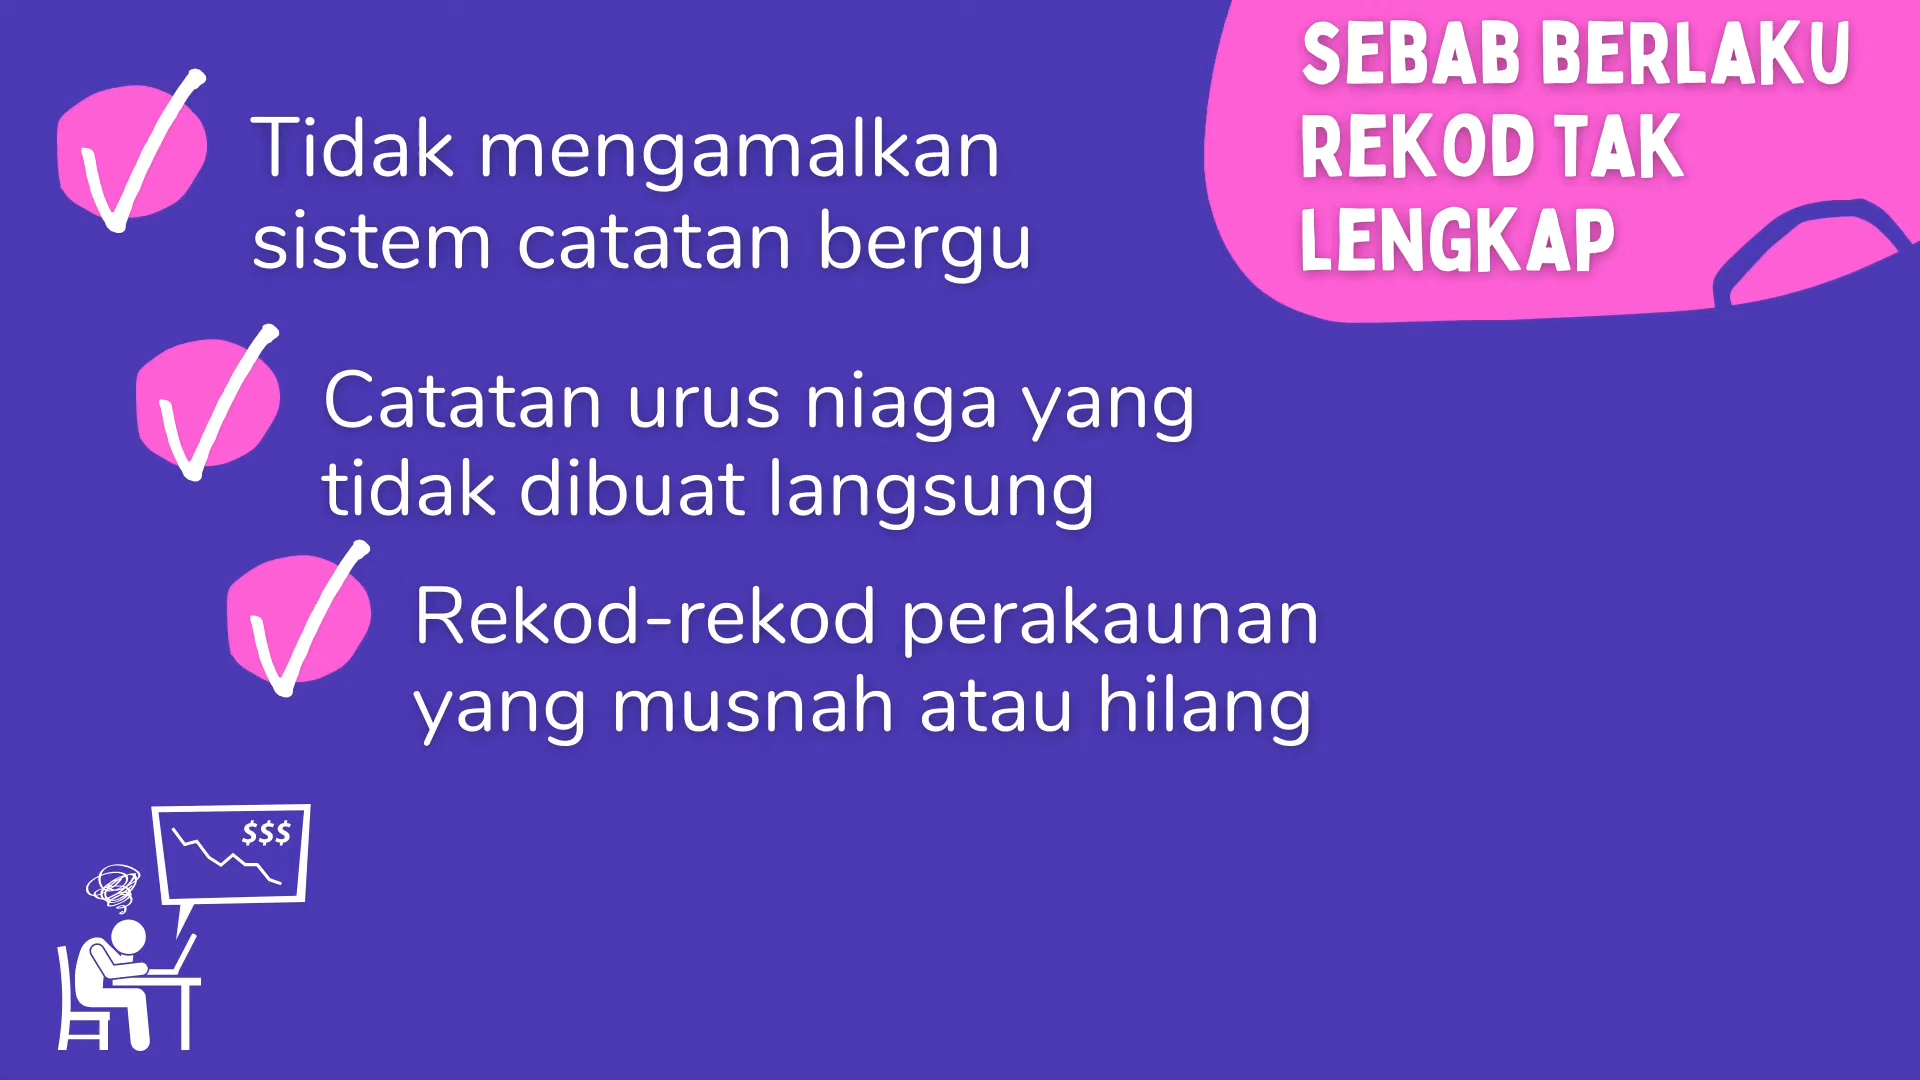 SEBAB BERLAKU
REKOD TAK
LENGKAP
Tidak mengamalkan
sistem catatan bergu
Catatan urus niaga yang
tidak dibuat langsung
Rekod-rekod perakaunan
yang musnah atau hilang
$$$